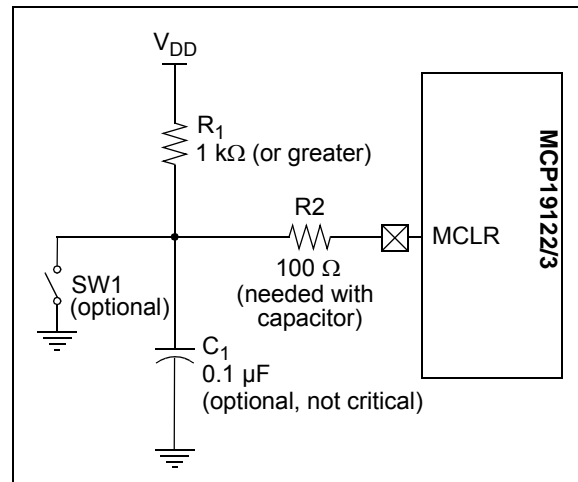 VDD
R1
1 kΩ (or greater)
R2
100 Ω
(needed with
capacitor)
MCLR
MCP19122/3
SW1
(optional)
C1
0.1 µF
(optional, not critical)